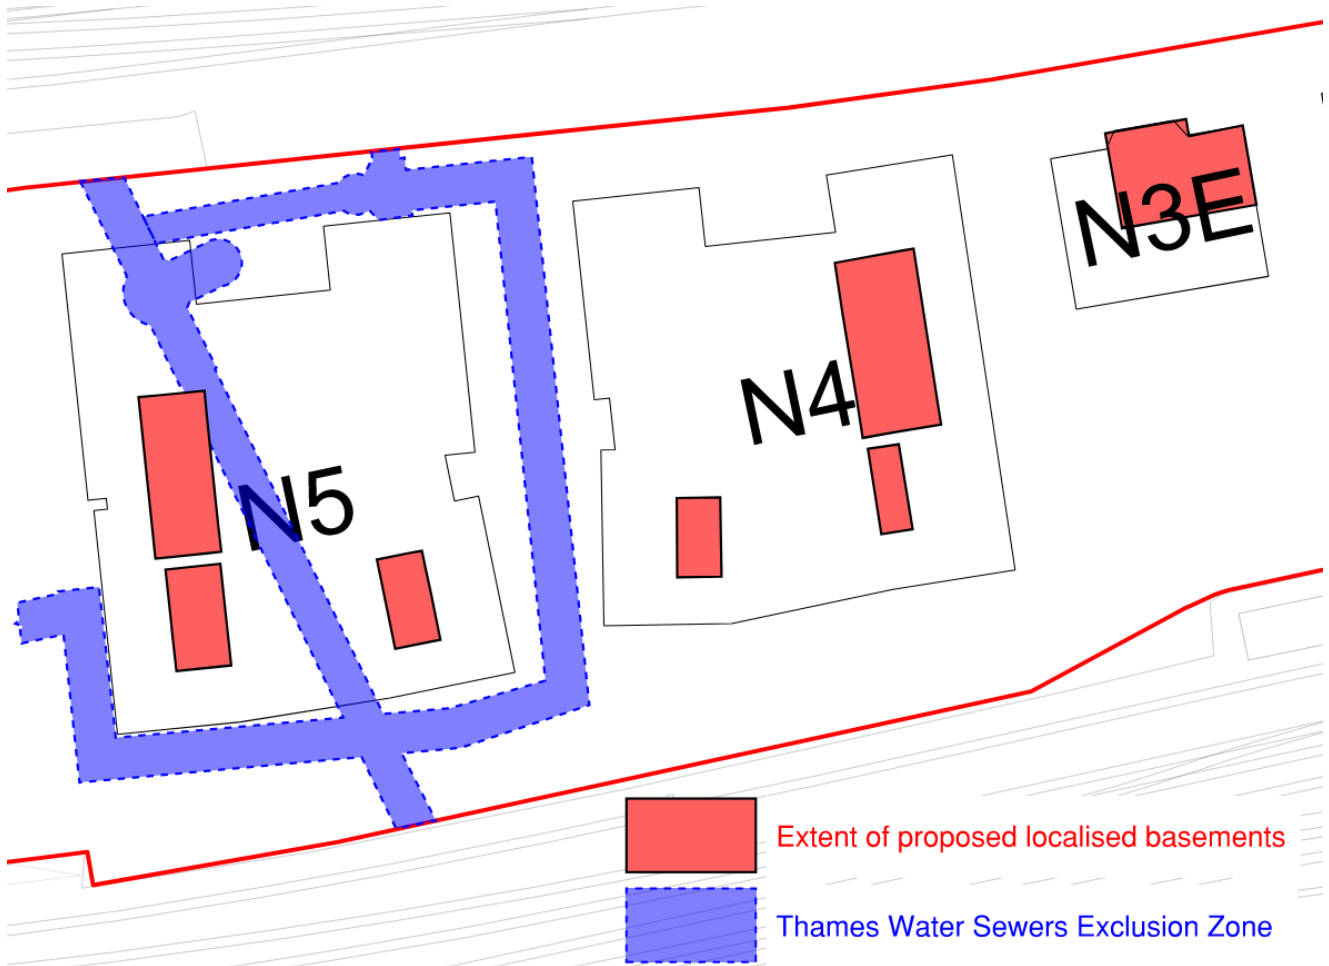 N3E
N4
N5
Extent of proposed localised basements
Thames Water Sewers Exclusion Zone